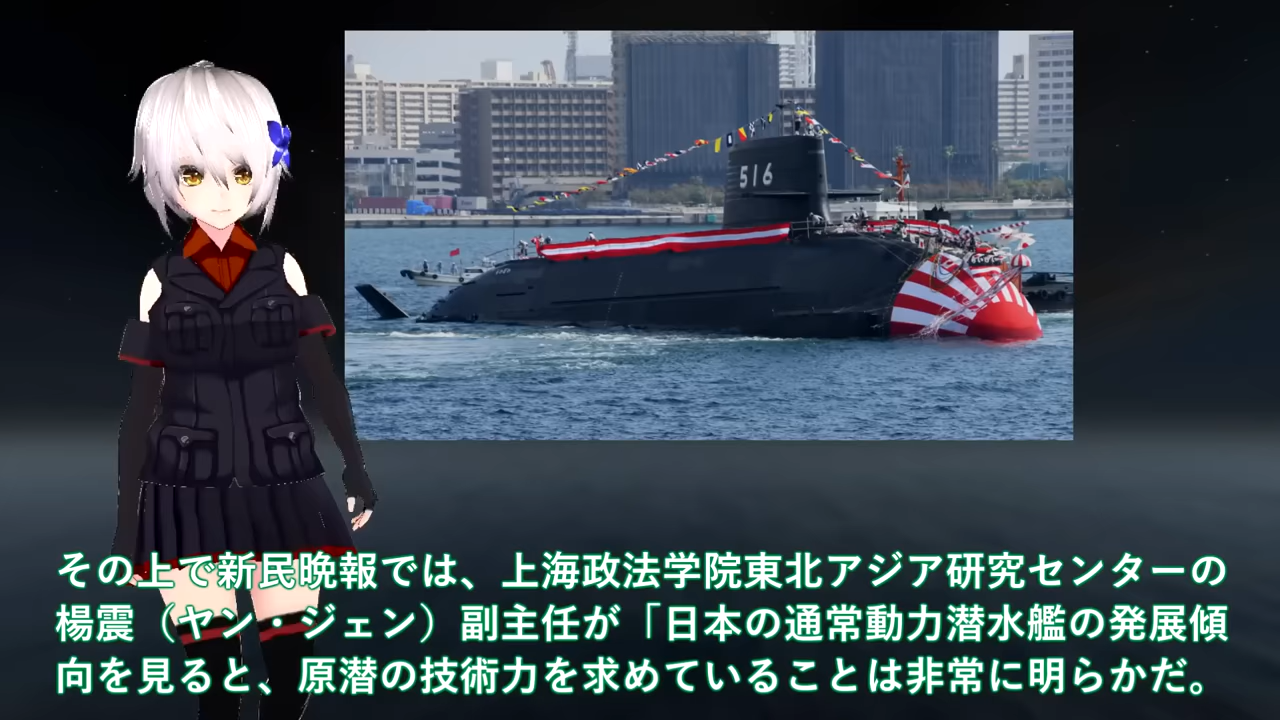 516
その上で新民晩報では、上海政法学院東北アジア研究センターの
楊震（ヤン・ジェン）副主任が「日本の通常動力潜水艦の発展傾
向を見ると、原潜の技術力を求めていることは非常に明らかだ。